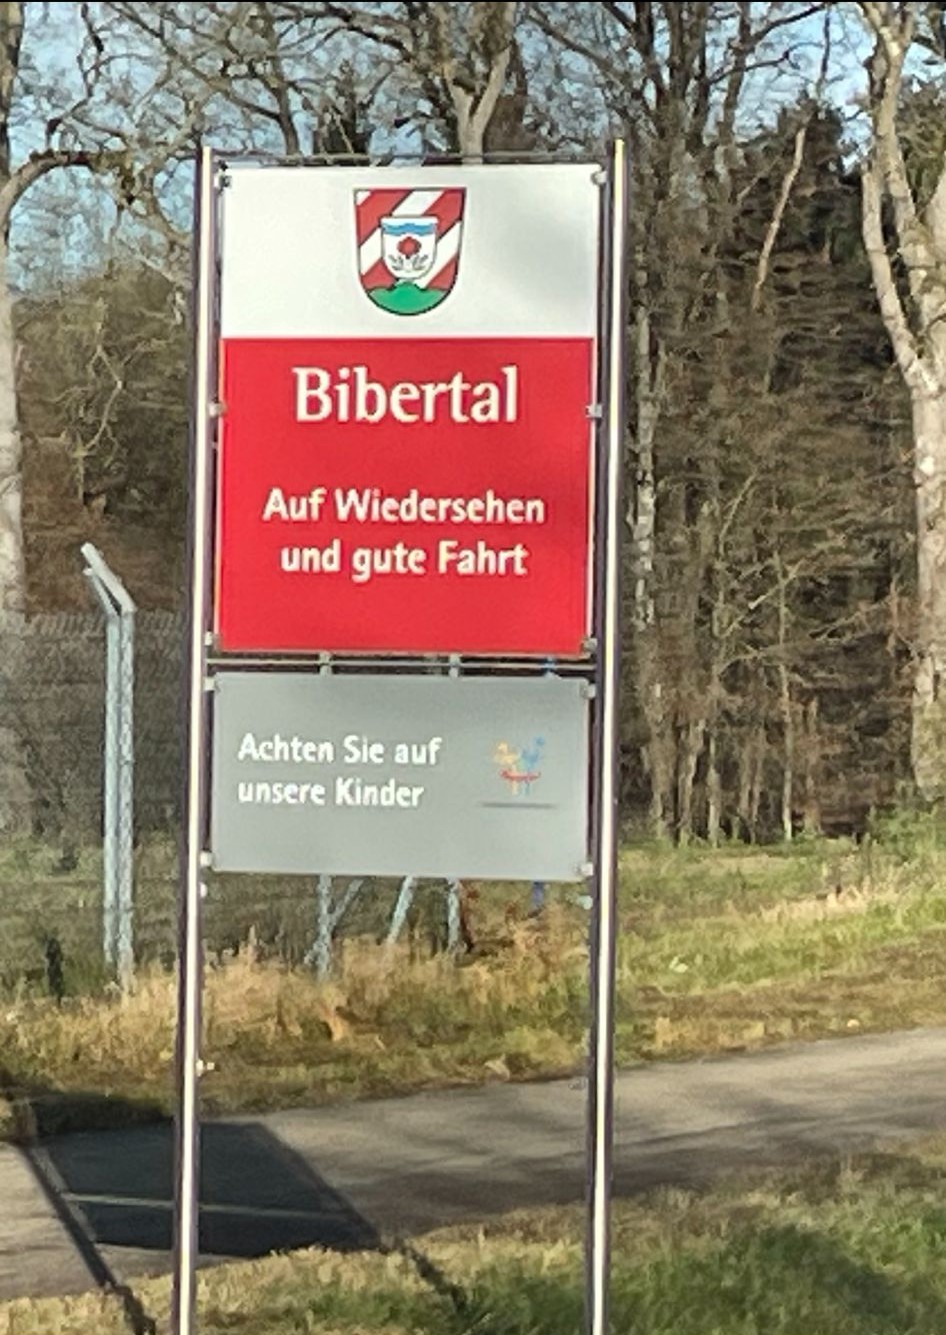 Bibertal
Auf Wiedersehen
und gute Fahrt
Achten Sie auf
unsere Kinder